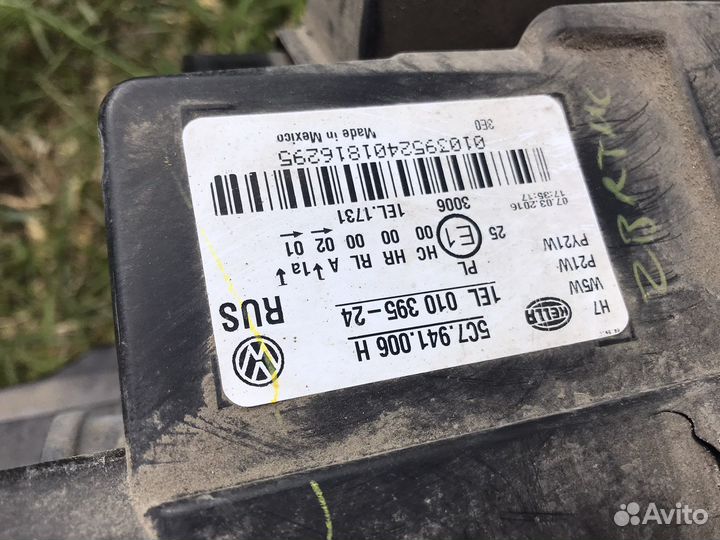 5C7.941.006 H
1EL 010 395-24
RUS
HELLA
H7
W5W
P21W
PY21W
PL
HC HR RL A 1a
E1 00 00 00 02 01
25
3006
1EL.1731
07.03.2016
17:35:17
0103952401816295
Made in Mexico
3E0
Avito